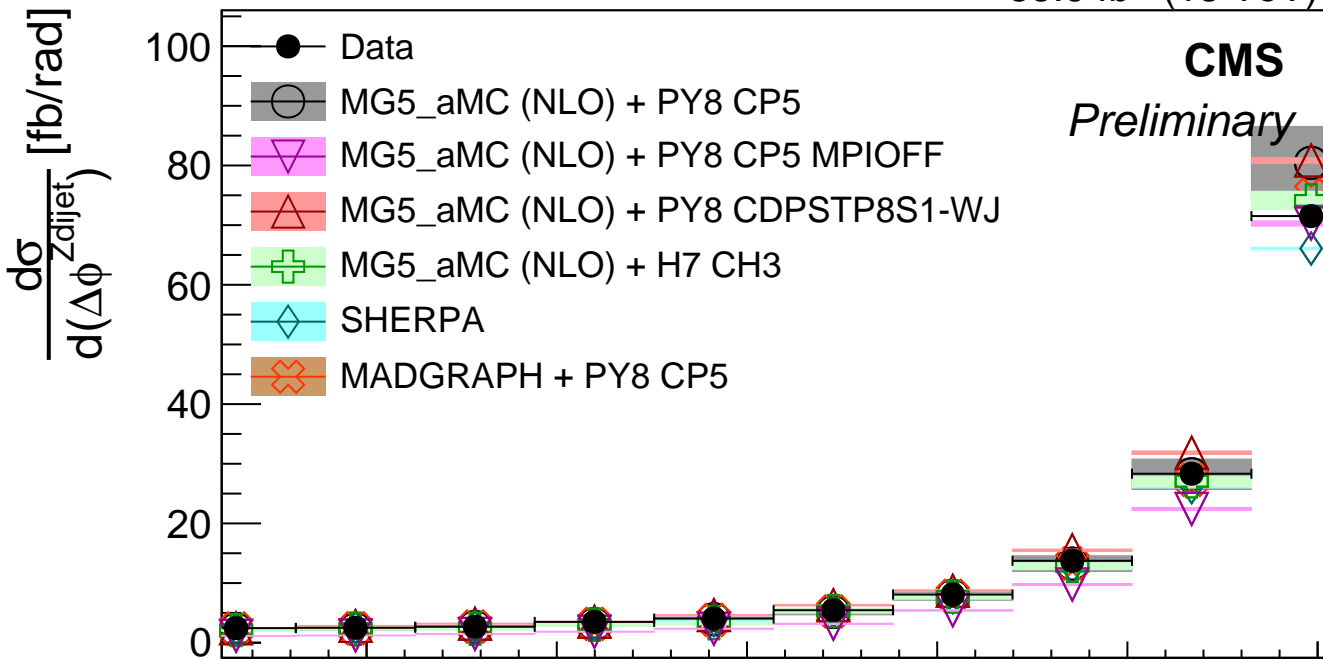 100
80
60
40
20
0
dσ
d(Δϕ^Zdijet) [fb/rad]
Data
MG5_aMC (NLO) + PY8 CP5
MG5_aMC (NLO) + PY8 CP5 MPIOFF
MG5_aMC (NLO) + PY8 CDPSTP8S1-WJ
MG5_aMC (NLO) + H7 CH3
SHERPA
MADGRAPH + PY8 CP5
CMS
Preliminary